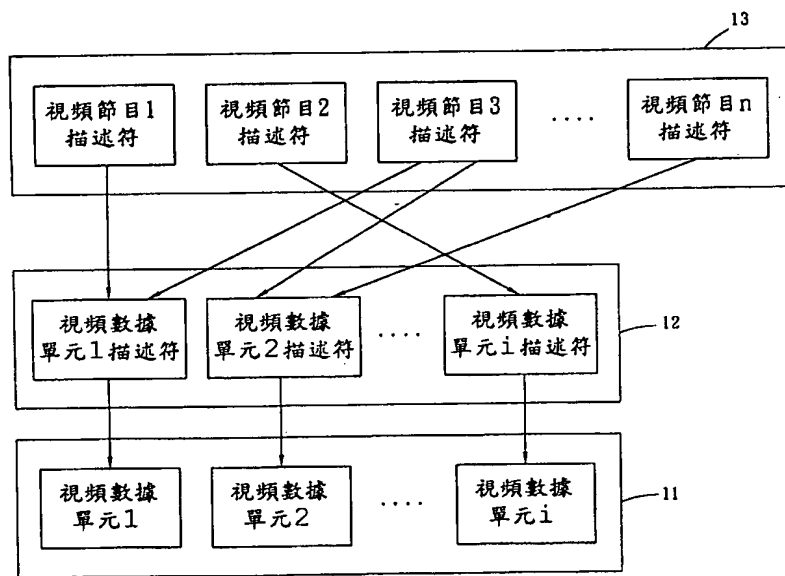 13
視頻節目1
描述符
視頻節目2
描述符
視頻節目3
描述符
....
視頻節目n
描述符
視頻數據
單元1描述符
視頻數據
單元2描述符
....
視頻數據
單元i描述符
12
視頻數據
單元1
視頻數據
單元2
....
視頻數據
單元i
11